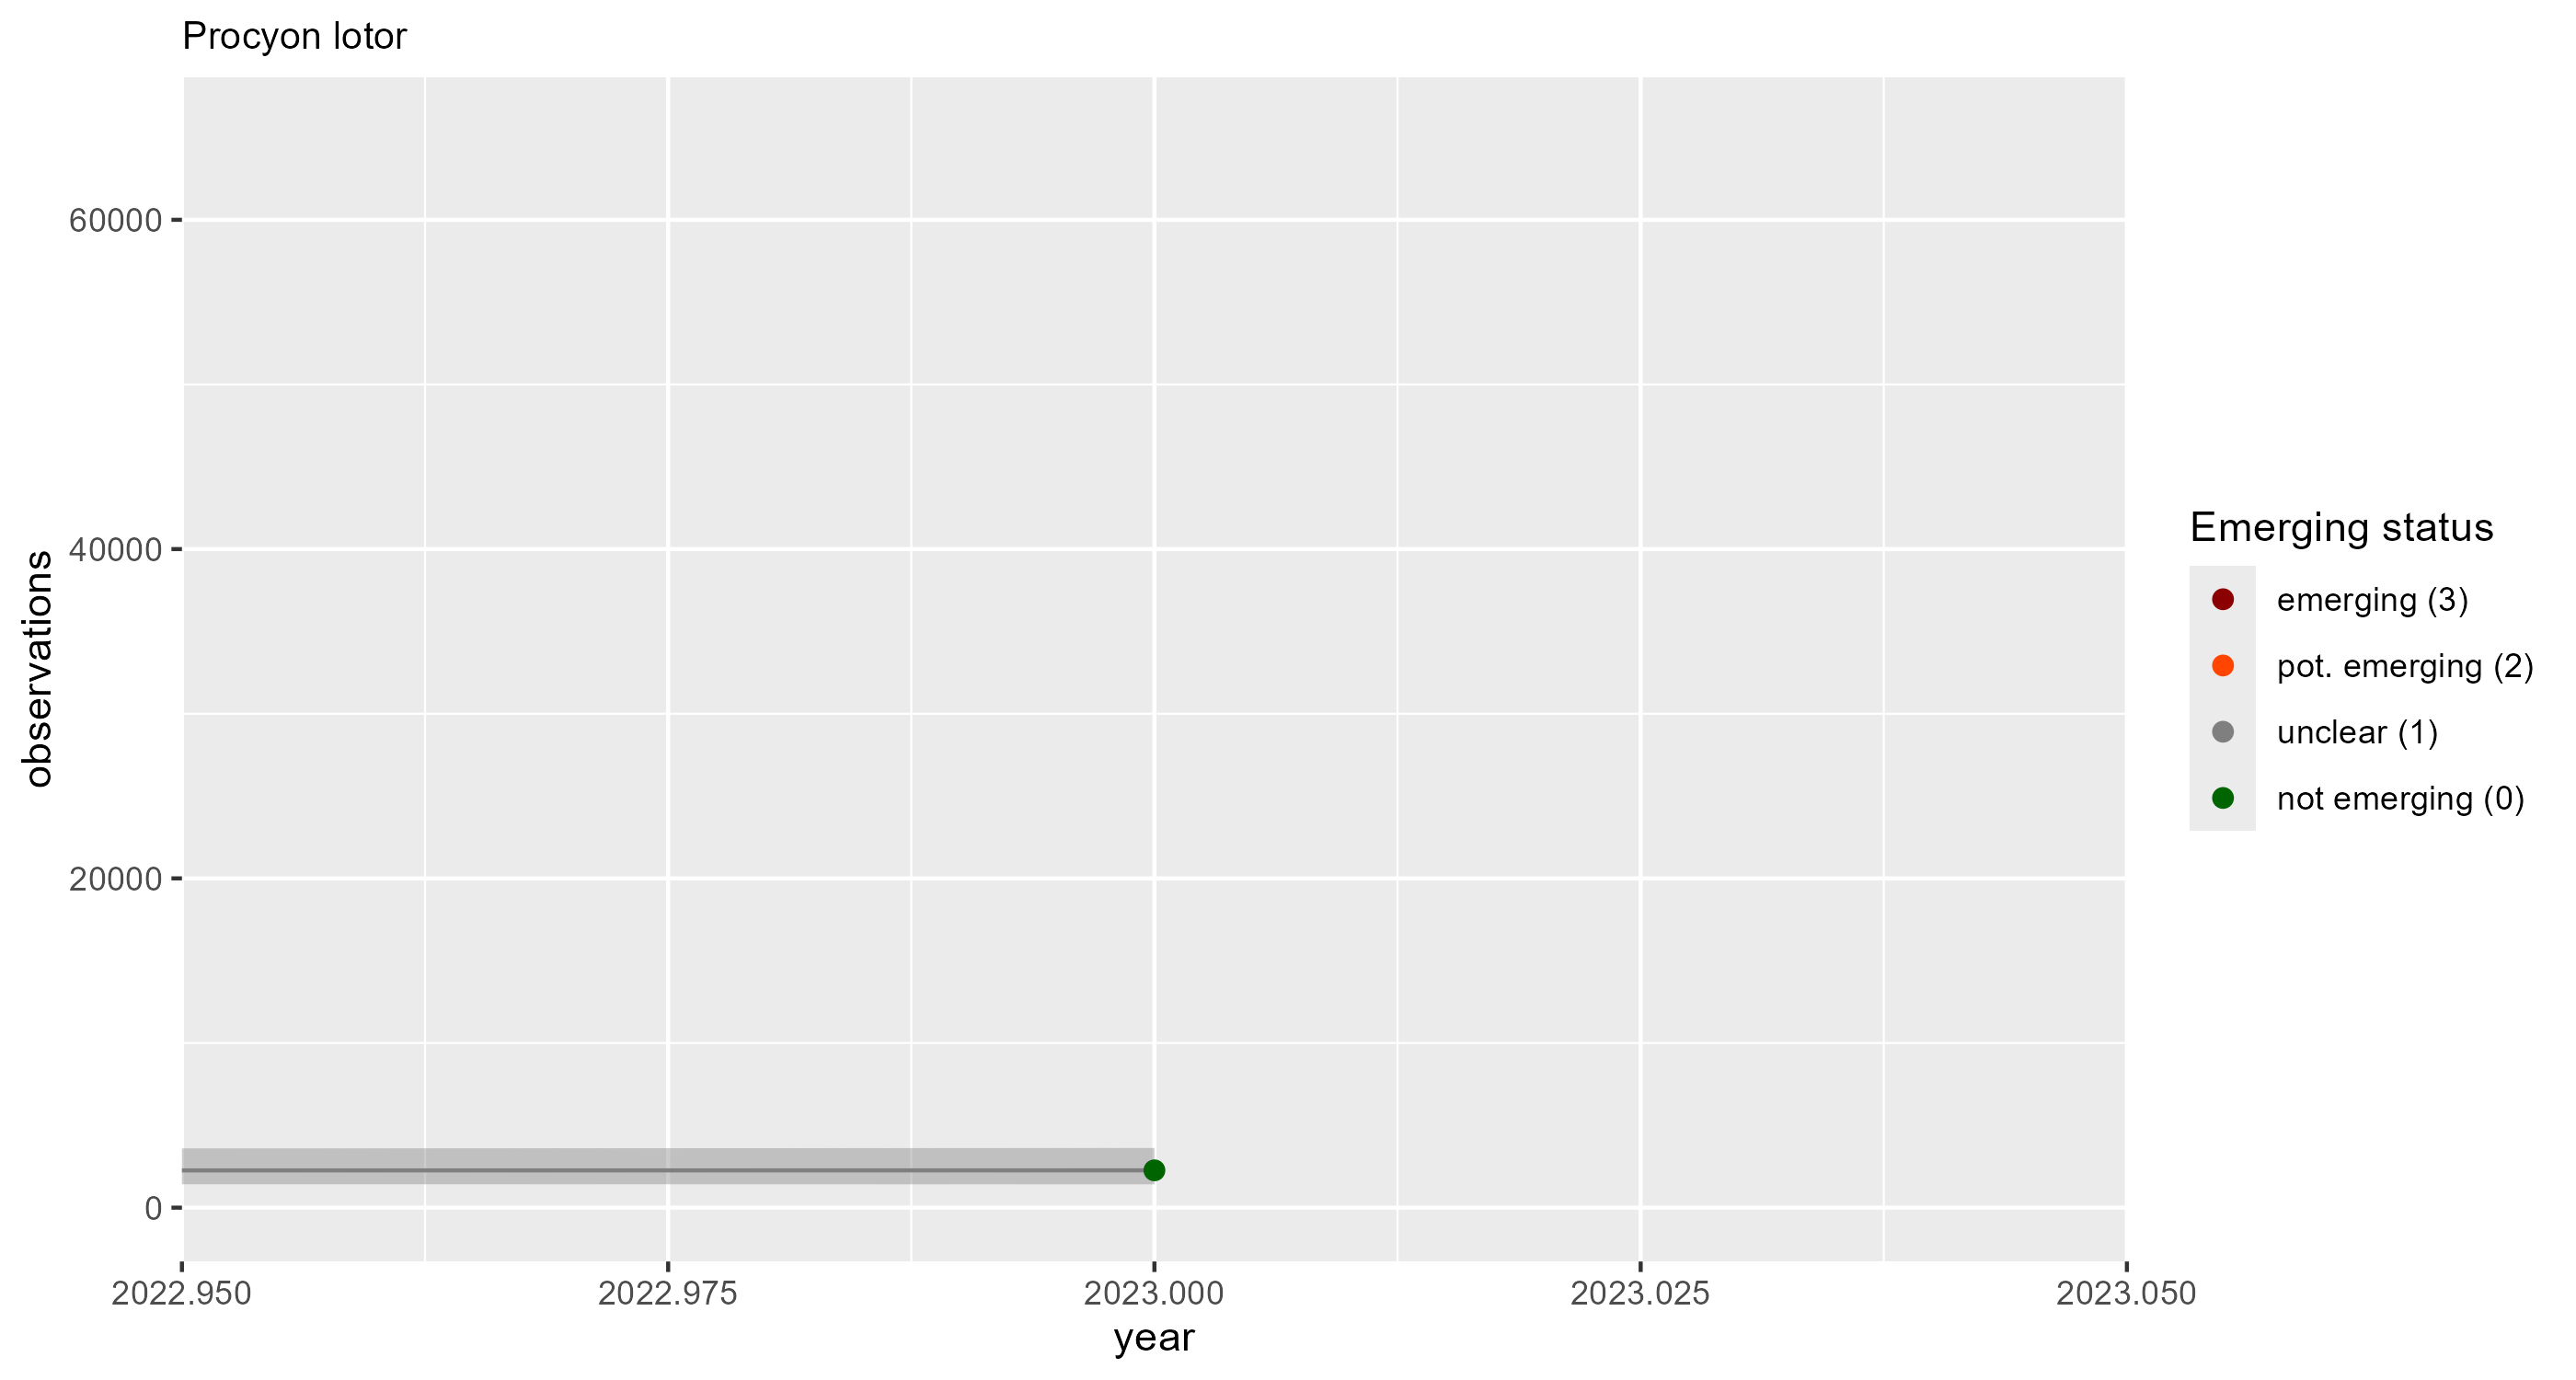 Procyon lotor
60000
40000
20000
0
observations
2022.950
2022.975
2023.000
2023.025
2023.050
year
Emerging status
emerging (3)
pot. emerging (2)
unclear (1)
not emerging (0)